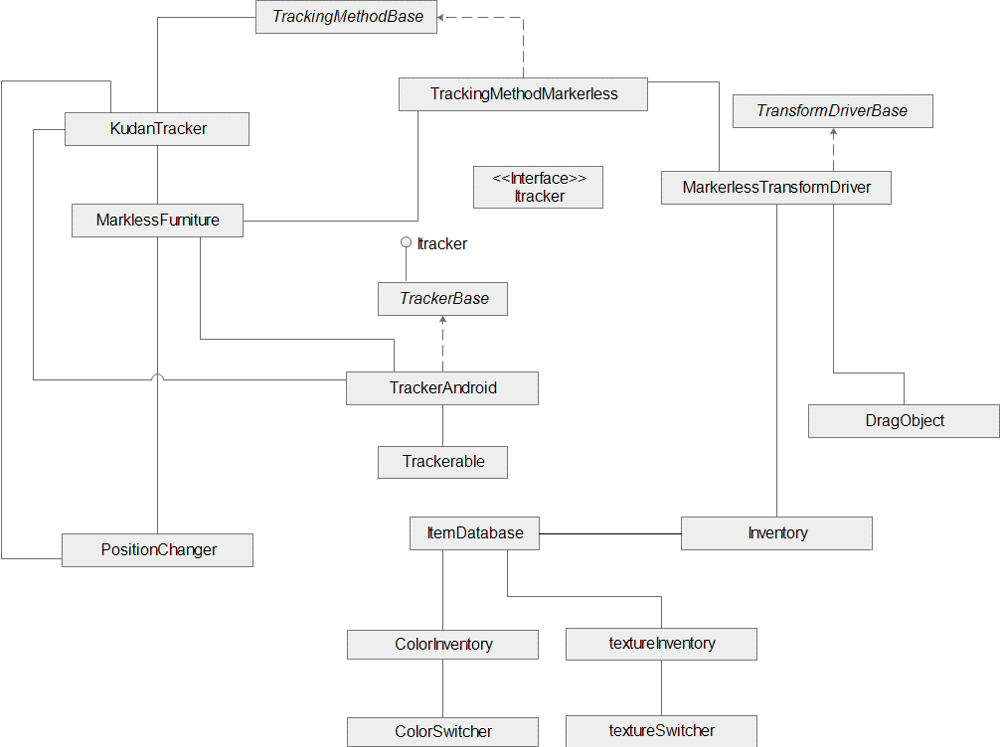 TrackingMethodBase
TrackingMethodMarkerless
TransformDriverBase
KudanTracker
<<Interface>>
Itracker
MarkerlessTransformDriver
MarklessFurniture
Itracker
TrackerBase
TrackerAndroid
DragObject
Trackerable
ItemDatabase
Inventory
PositionChanger
ColorInventory
textureInventory
ColorSwitcher
textureSwitcher